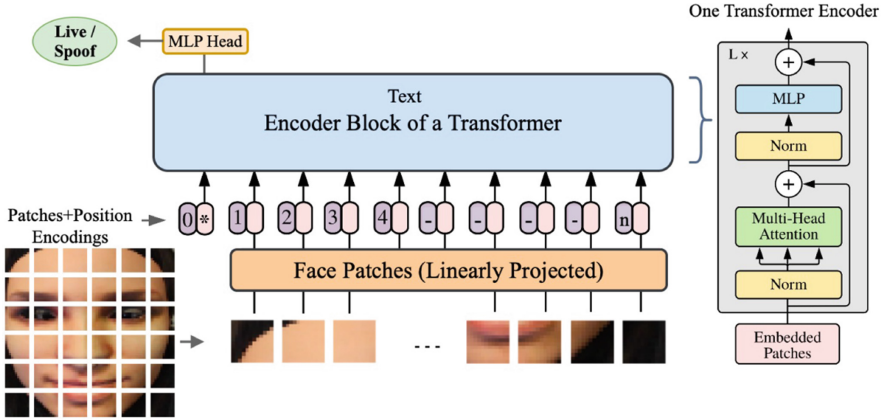 One Transformer Encoder
Live /
Spoof
MLP Head
Text
Encoder Block of a Transformer
L ×
+
MLP
Norm
+
Multi-Head
Attention
Norm
Embedded
Patches
Patches+Position
Encodings
0 * 1 2 3 4 - - - - n
Face Patches (Linearly Projected)
- - -